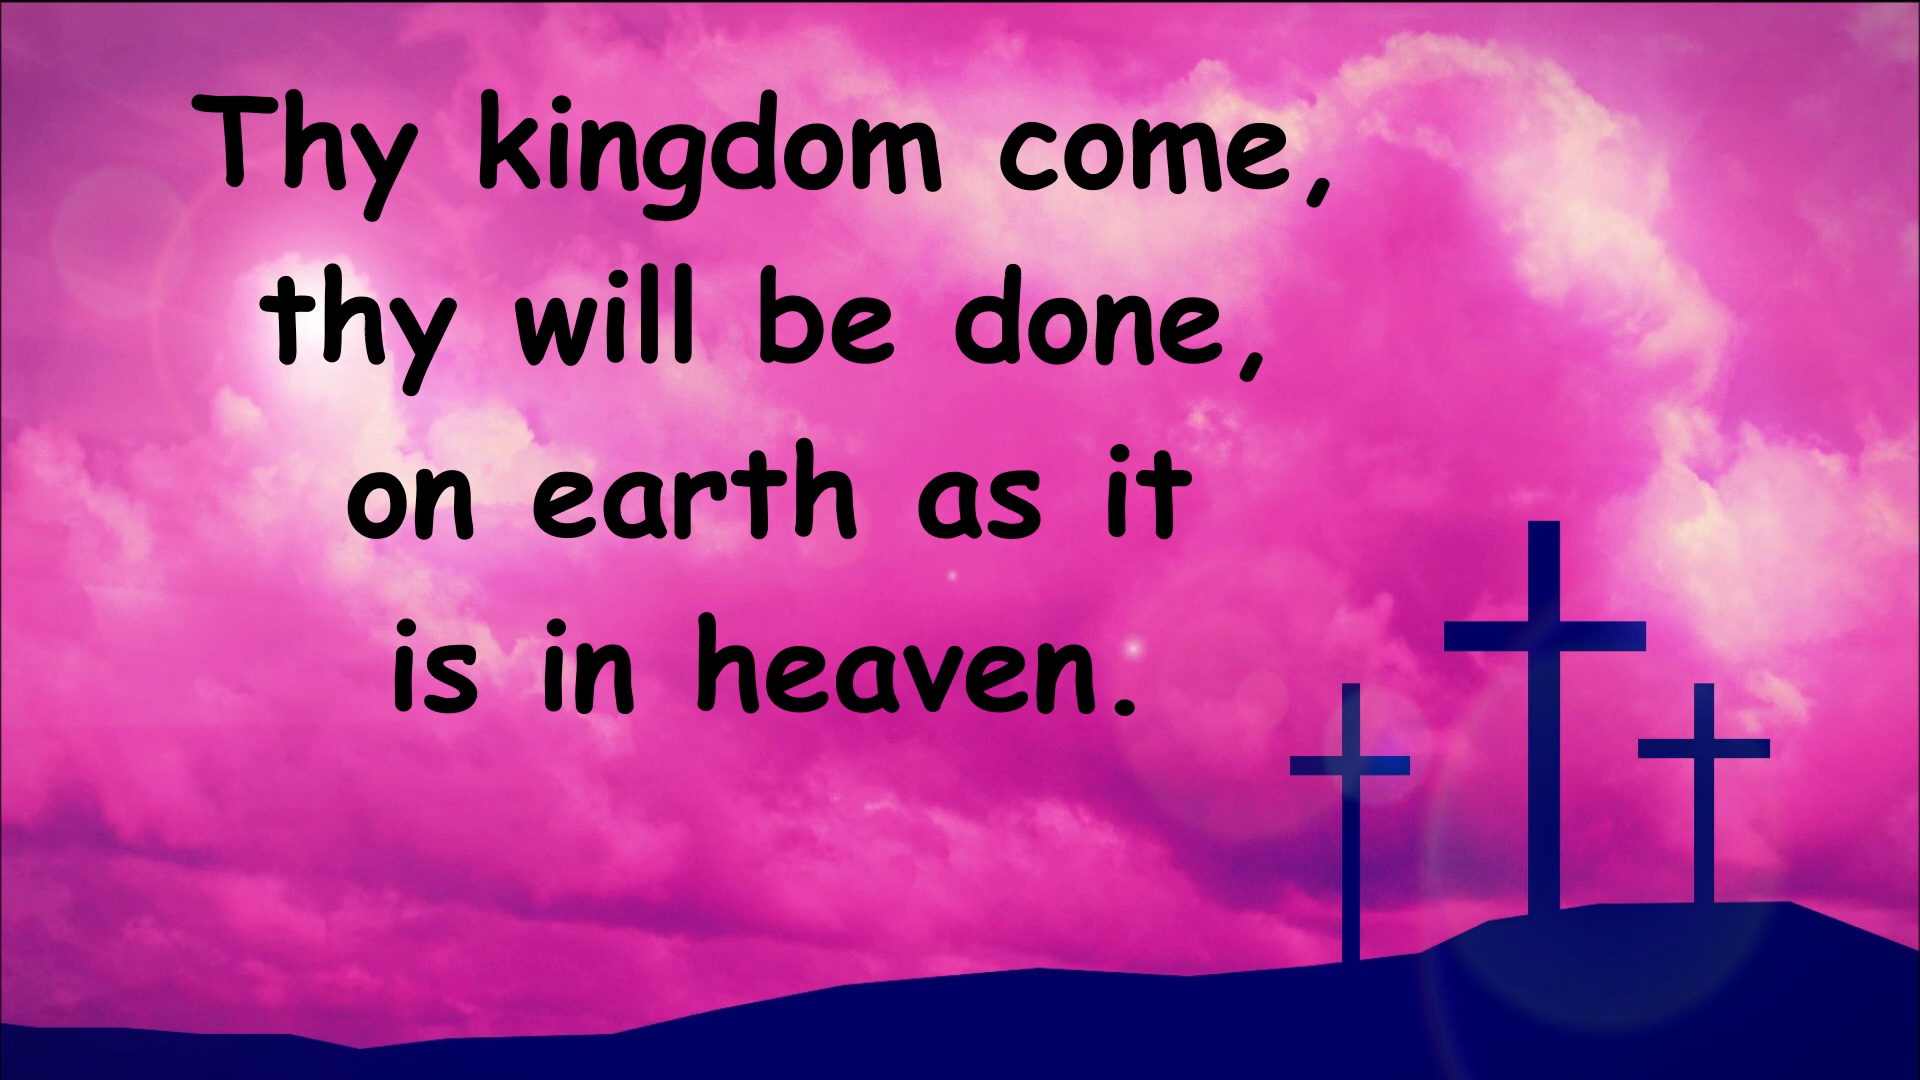 Thy kingdom come,
thy will be done,
on earth as it
is in heaven.